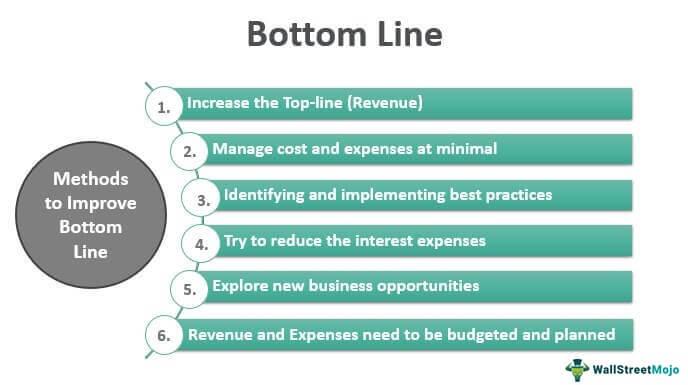 Bottom Line
Methods
to Improve
Bottom
Line
1. Increase the Top-line (Revenue)
2. Manage cost and expenses at minimal
3. Identifying and implementing best practices
4. Try to reduce the interest expenses
5. Explore new business opportunities
6. Revenue and Expenses need to be budgeted and planned
WallStreetMojo